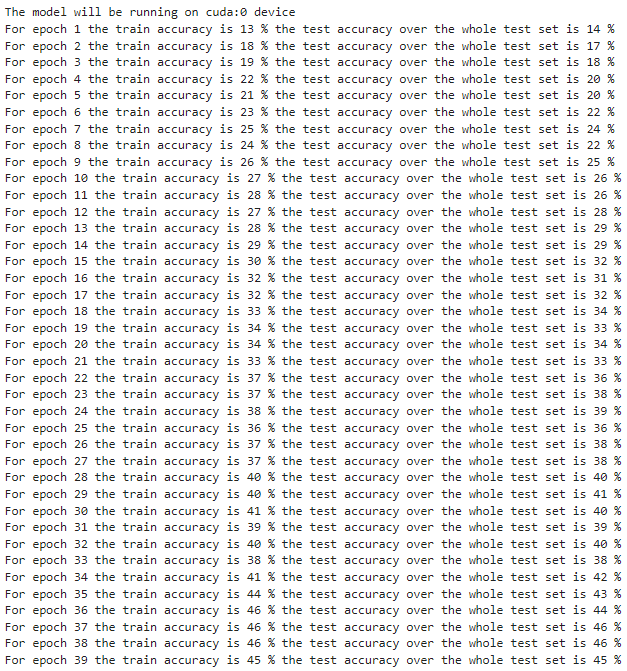 The model will be running on cuda:0 device
For epoch 1 the train accuracy is 13 % the test accuracy over the whole test set is 14 %
For epoch 2 the train accuracy is 18 % the test accuracy over the whole test set is 17 %
For epoch 3 the train accuracy is 19 % the test accuracy over the whole test set is 18 %
For epoch 4 the train accuracy is 22 % the test accuracy over the whole test set is 20 %
For epoch 5 the train accuracy is 21 % the test accuracy over the whole test set is 20 %
For epoch 6 the train accuracy is 23 % the test accuracy over the whole test set is 22 %
For epoch 7 the train accuracy is 25 % the test accuracy over the whole test set is 24 %
For epoch 8 the train accuracy is 24 % the test accuracy over the whole test set is 22 %
For epoch 9 the train accuracy is 26 % the test accuracy over the whole test set is 25 %
For epoch 10 the train accuracy is 27 % the test accuracy over the whole test set is 26 %
For epoch 11 the train accuracy is 28 % the test accuracy over the whole test set is 26 %
For epoch 12 the train accuracy is 27 % the test accuracy over the whole test set is 28 %
For epoch 13 the train accuracy is 28 % the test accuracy over the whole test set is 29 %
For epoch 14 the train accuracy is 29 % the test accuracy over the whole test set is 29 %
For epoch 15 the train accuracy is 30 % the test accuracy over the whole test set is 32 %
For epoch 16 the train accuracy is 32 % the test accuracy over the whole test set is 31 %
For epoch 17 the train accuracy is 32 % the test accuracy over the whole test set is 32 %
For epoch 18 the train accuracy is 33 % the test accuracy over the whole test set is 34 %
For epoch 19 the train accuracy is 34 % the test accuracy over the whole test set is 33 %
For epoch 20 the train accuracy is 34 % the test accuracy over the whole test set is 34 %
For epoch 21 the train accuracy is 33 % the test accuracy over the whole test set is 33 %
For epoch 22 the train accuracy is 37 % the test accuracy over the whole test set is 36 %
For epoch 23 the train accuracy is 37 % the test accuracy over the whole test set is 38 %
For epoch 24 the train accuracy is 38 % the test accuracy over the whole test set is 39 %
For epoch 25 the train accuracy is 36 % the test accuracy over the whole test set is 36 %
For epoch 26 the train accuracy is 37 % the test accuracy over the whole test set is 38 %
For epoch 27 the train accuracy is 37 % the test accuracy over the whole test set is 38 %
For epoch 28 the train accuracy is 40 % the test accuracy over the whole test set is 40 %
For epoch 29 the train accuracy is 40 % the test accuracy over the whole test set is 41 %
For epoch 30 the train accuracy is 41 % the test accuracy over the whole test set is 40 %
For epoch 31 the train accuracy is 39 % the test accuracy over the whole test set is 39 %
For epoch 32 the train accuracy is 40 % the test accuracy over the whole test set is 40 %
For epoch 33 the train accuracy is 38 % the test accuracy over the whole test set is 38 %
For epoch 34 the train accuracy is 41 % the test accuracy over the whole test set is 42 %
For epoch 35 the train accuracy is 44 % the test accuracy over the whole test set is 43 %
For epoch 36 the train accuracy is 46 % the test accuracy over the whole test set is 44 %
For epoch 37 the train accuracy is 46 % the test accuracy over the whole test set is 46 %
For epoch 38 the train accuracy is 46 % the test accuracy over the whole test set is 46 %
For epoch 39 the train accuracy is 45 % the test accuracy over the whole test set is 45 %